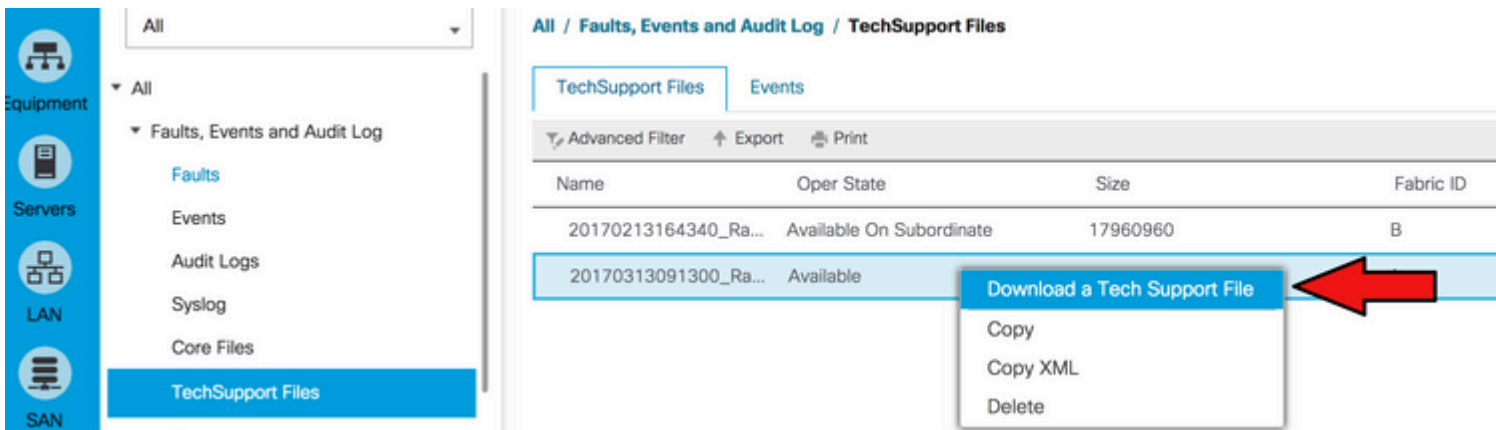 Equipment
Servers
LAN
SAN
All
All
Faults, Events and Audit Log
Faults
Events
Audit Logs
Syslog
Core Files
TechSupport Files
All / Faults, Events and Audit Log / TechSupport Files
TechSupport Files Events
Advanced Filter Export Print
Name Oper State Size Fabric ID
20170213164340_Ra... Available On Subordinate 17960960 B
20170313091300_Ra... Available
Download a Tech Support File
Copy
Copy XML
Delete